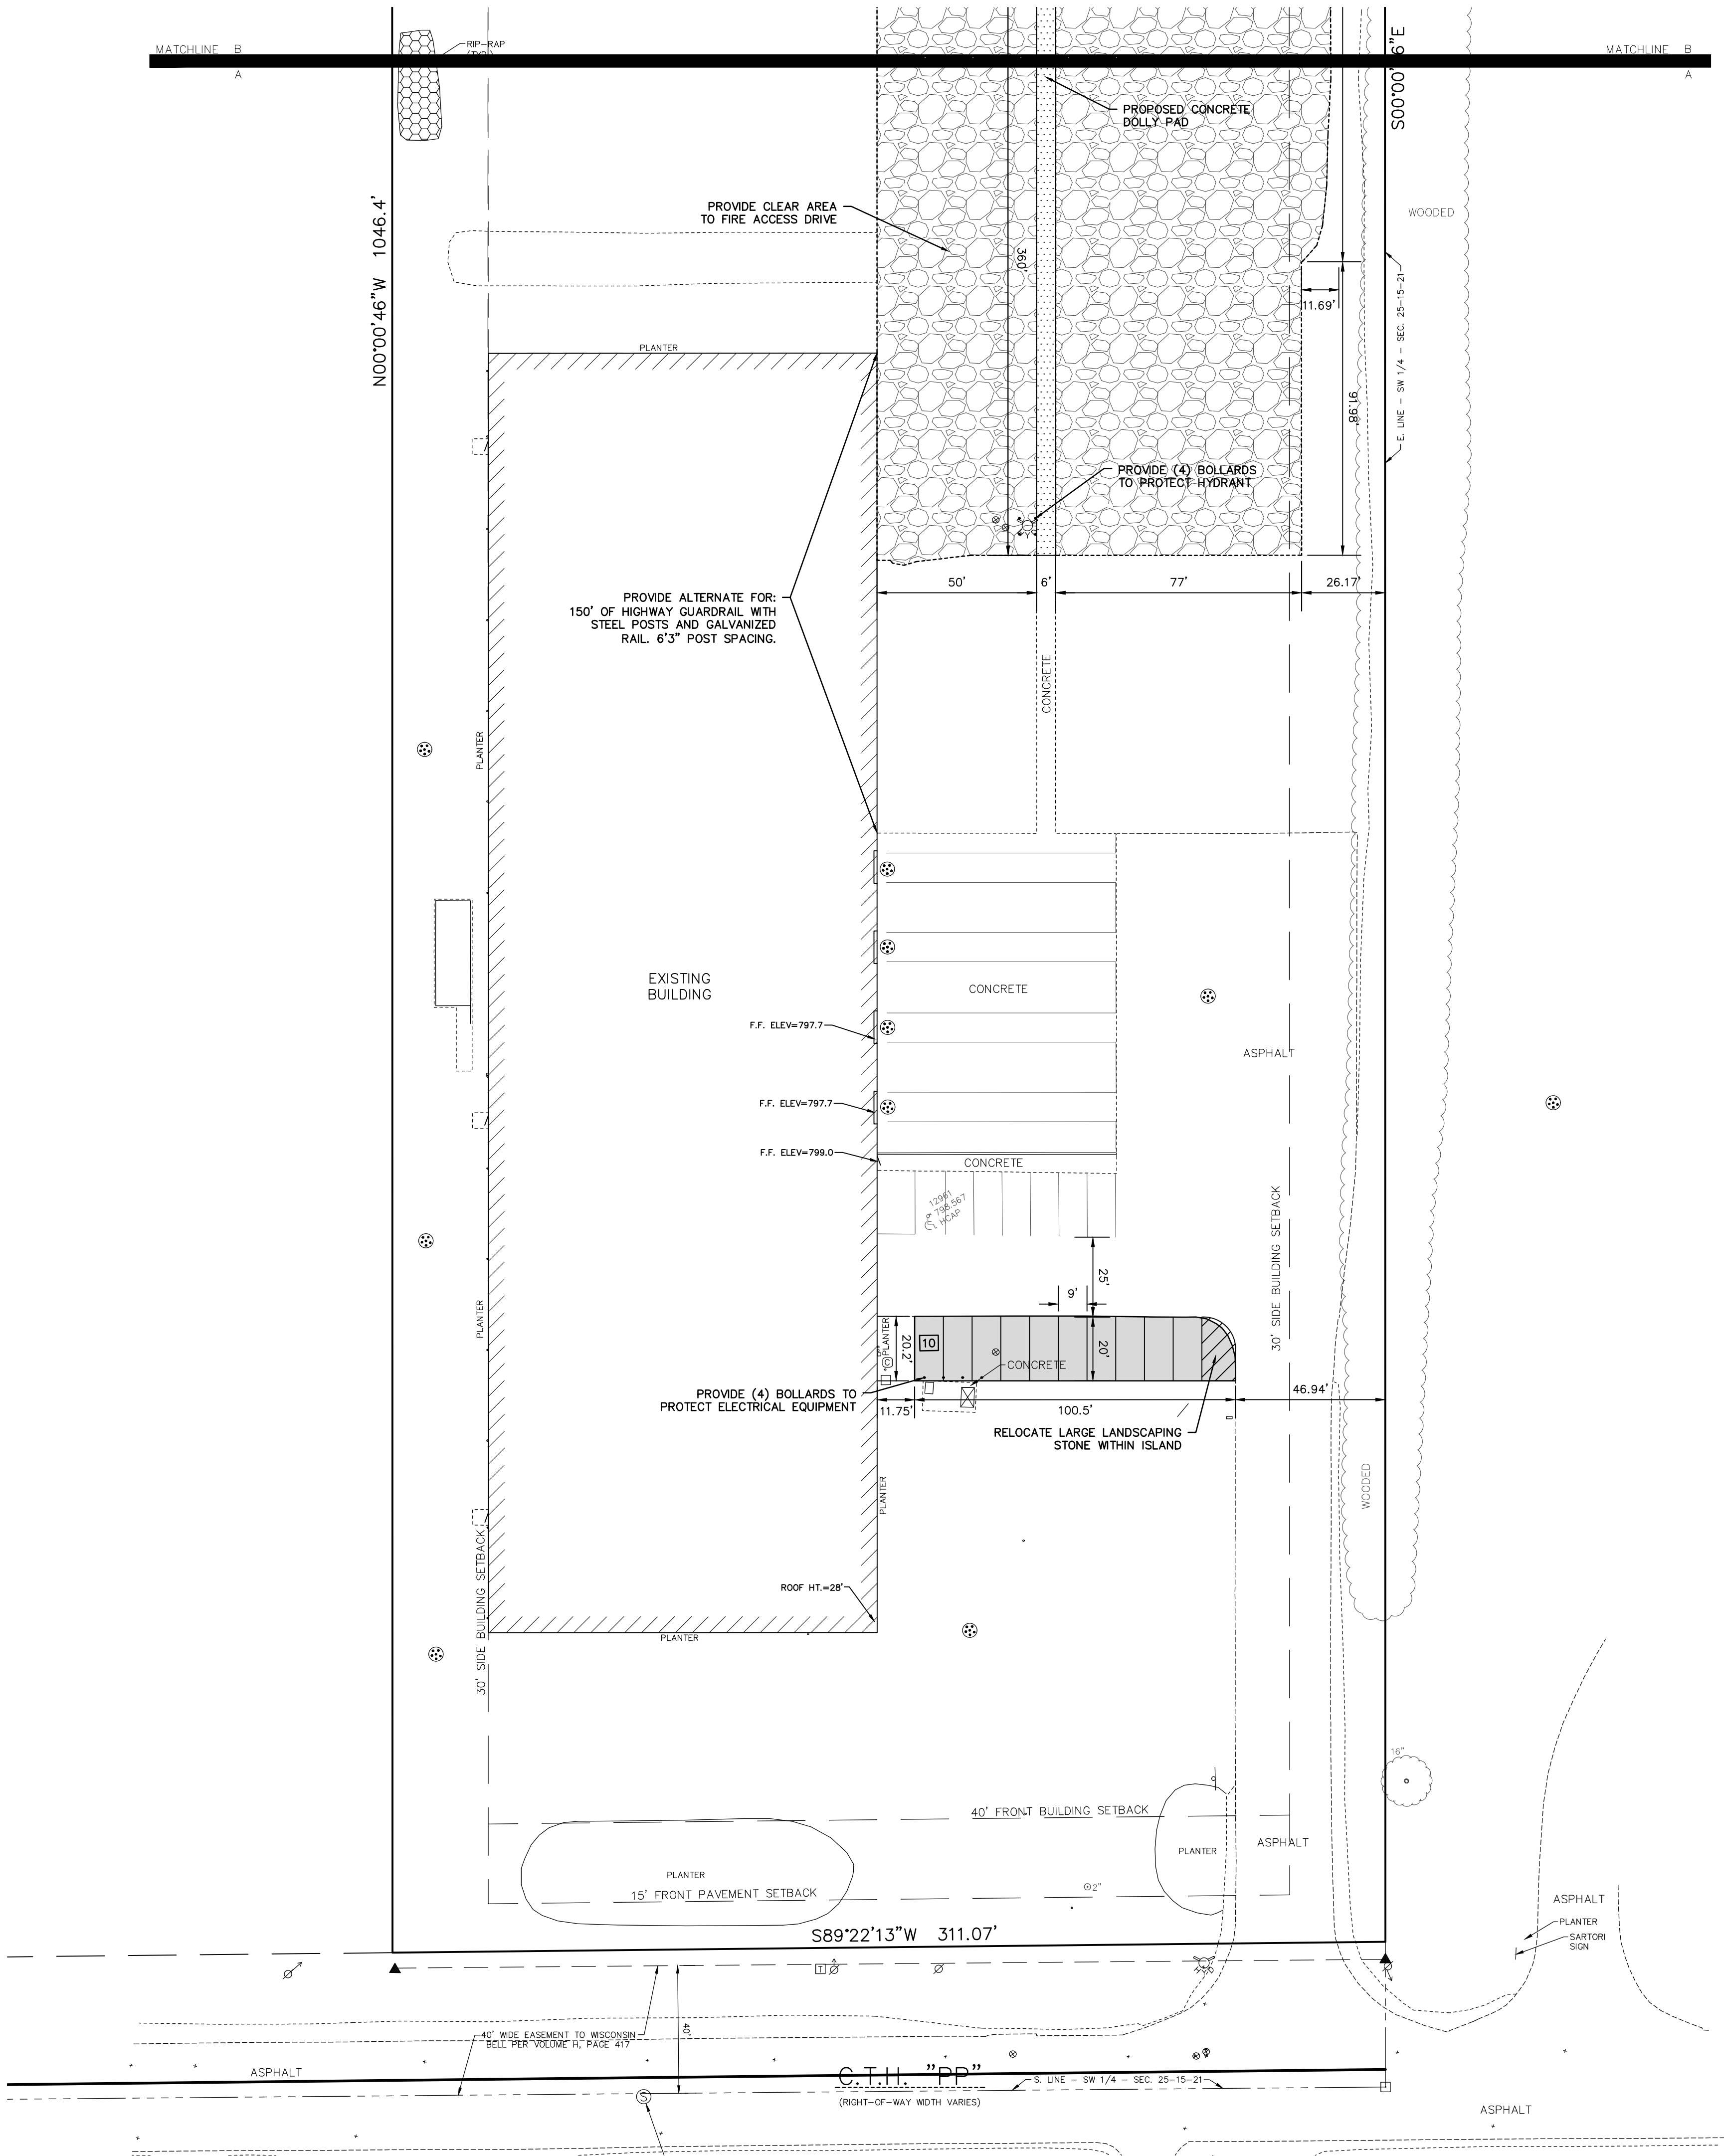 RIP-RAP
MATCHLINE B
A
MATCHLINE B
A
PROPOSED CONCRETE
DOLLY PAD
PROVIDE CLEAR AREA
TO FIRE ACCESS DRIVE
WOODED
N00°00'46"W 1046.4'
360'
11.69'
E. LINE - SW 1/4 - SEC. 25-15-21
PLANTER
91.98'
PROVIDE (4) BOLLARDS
TO PROTECT HYDRANT
50'
6'
77'
26.17'
PROVIDE ALTERNATE FOR:
150' OF HIGHWAY GUARDRAIL WITH
STEEL POSTS AND GALVANIZED
RAIL. 6'3" POST SPACING.
CONCRETE
PLANTER
EXISTING
BUILDING
CONCRETE
F.F. ELEV=797.7
ASPHALT
F.F. ELEV=797.7
F.F. ELEV=799.0
CONCRETE
12961
798.567
HCAP
30' SIDE BUILDING SETBACK
25'
9'
PLANTER
PLANTER
20.2'
10
20'
C
CONCRETE
PROVIDE (4) BOLLARDS TO
PROTECT ELECTRICAL EQUIPMENT
11.75'
100.5'
46.94'
RELOCATE LARGE LANDSCAPING
STONE WITHIN ISLAND
PLANTER
WOODED
30' SIDE BUILDING SETBACK
ROOF HT.=28'
PLANTER
16"
40' FRONT BUILDING SETBACK
ASPHALT
PLANTER
PLANTER
15' FRONT PAVEMENT SETBACK
2"
ASPHALT
PLANTER
SARTORI
SIGN
S89°22'13"W 311.07'
T
HYD
40' WIDE EASEMENT TO WISCONSIN
BELL PER VOLUME H, PAGE 417
40'
ASPHALT
C.T.H. "PP"
S. LINE - SW 1/4 - SEC. 25-15-21
(RIGHT-OF-WAY WIDTH VARIES)
S
ASPHALT